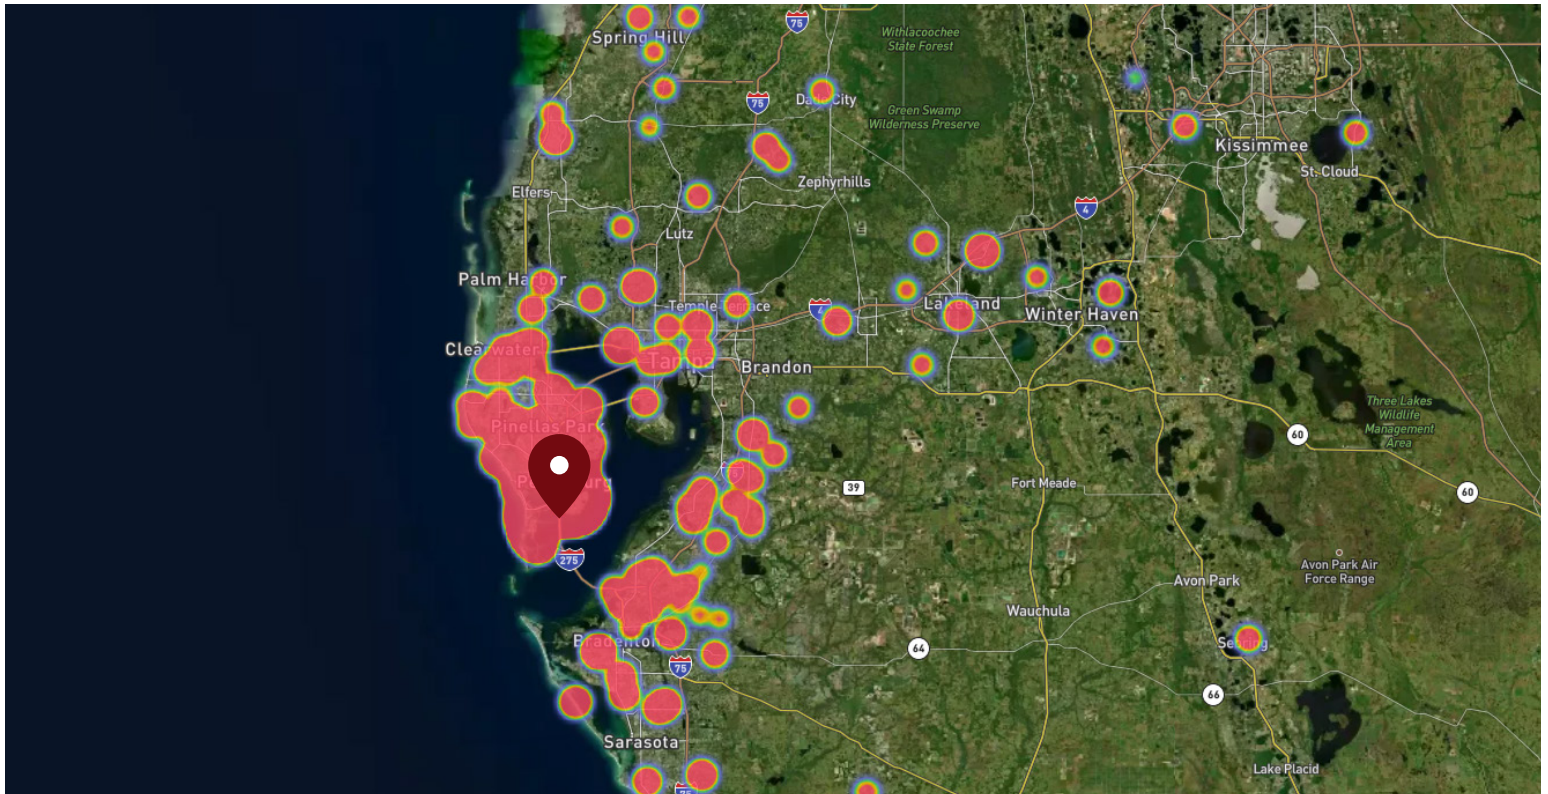 75
Spring Hill
Withlacoochee
State Forest
75
Dade City
Green Swamp
Wilderness Preserve
Kissimmee
St. Cloud
Zephyrhills
Elfers
4
Lutz
Palm Harbor
Temple Terrace
4
Lakeland
Winter Haven
Clearwater
Tampa
Brandon
Three Lakes
Wildlife
Management
Area
Pinellas Park
60
Fort Meade
39
60
275
Avon Park Air
Force Range
Avon Park
Wauchula
Bradenton
Sebring
64
75
66
Sarasota
Lake Placid
75